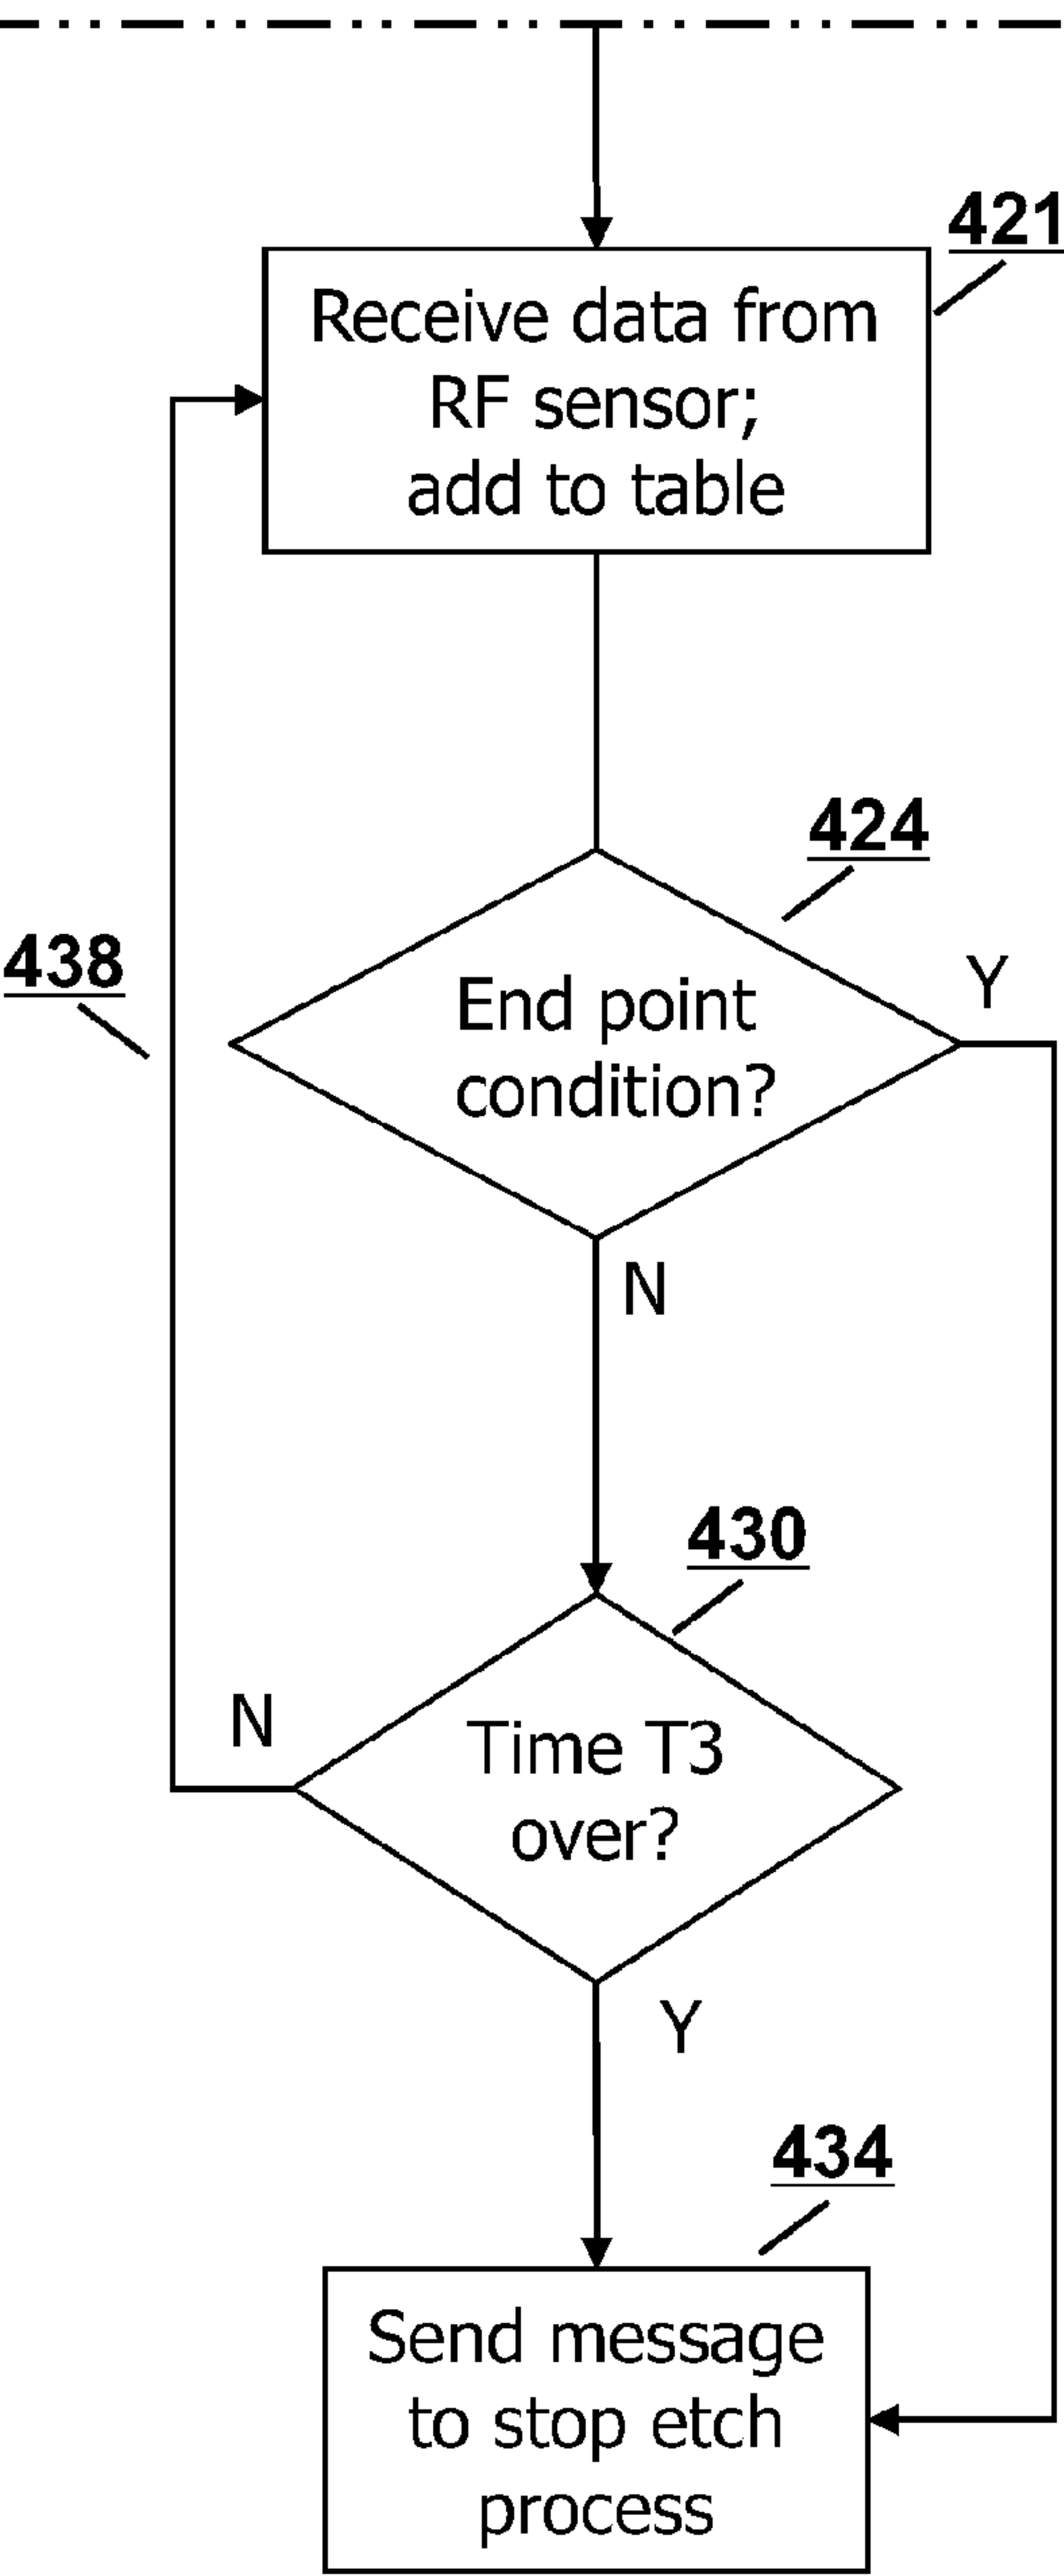 421
Receive data from
RF sensor;
add to table
424
438
Y
End point
condition?
N
430
N
Time T3
over?
Y
434
Send message
to stop etch
process